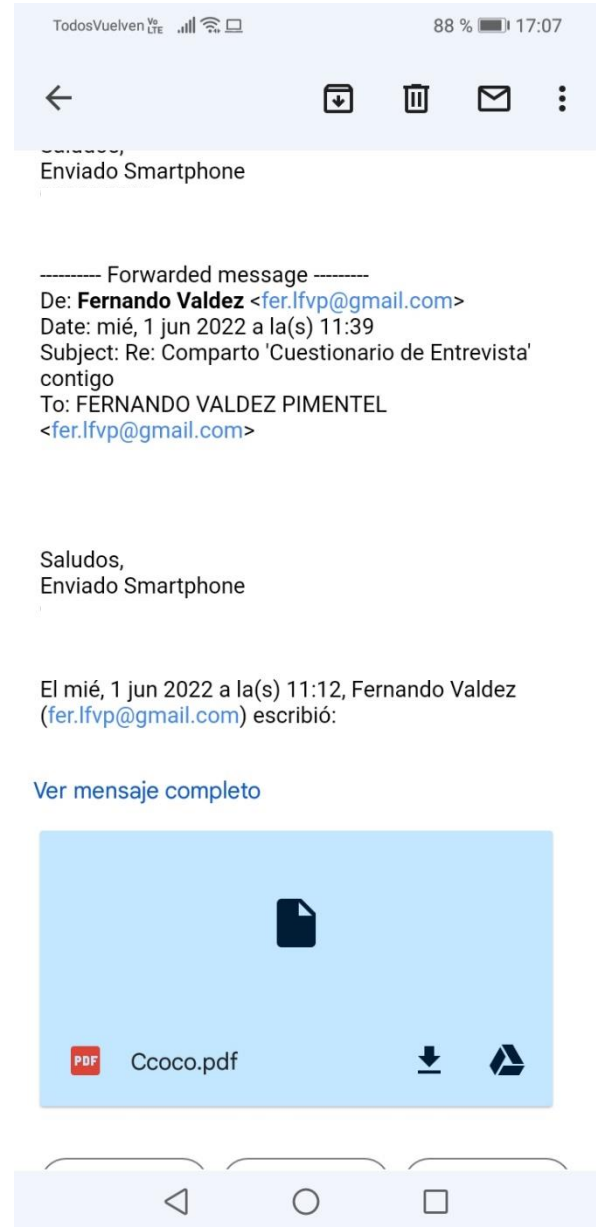 TodosVuelven Vo LTE 88 % 17:07
Saludos,
Enviado Smartphone
---------- Forwarded message ---------
De: Fernando Valdez <fer.lfvp@gmail.com>
Date: mié, 1 jun 2022 a la(s) 11:39
Subject: Re: Comparto 'Cuestionario de Entrevista'
contigo
To: FERNANDO VALDEZ PIMENTEL
<fer.lfvp@gmail.com>
Saludos,
Enviado Smartphone
El mié, 1 jun 2022 a la(s) 11:12, Fernando Valdez
(fer.lfvp@gmail.com) escribió:
Ver mensaje completo
PDF Ccoco.pdf